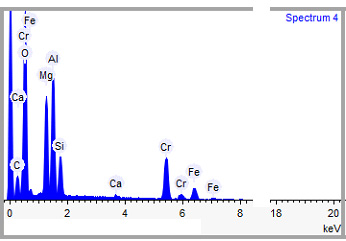 Spectrum 4
Fe
Cr
O
Al
Mg
Ca
Si
C
Ca
Cr
Cr
Fe
Fe
0 2 4 6 8 18 20
keV